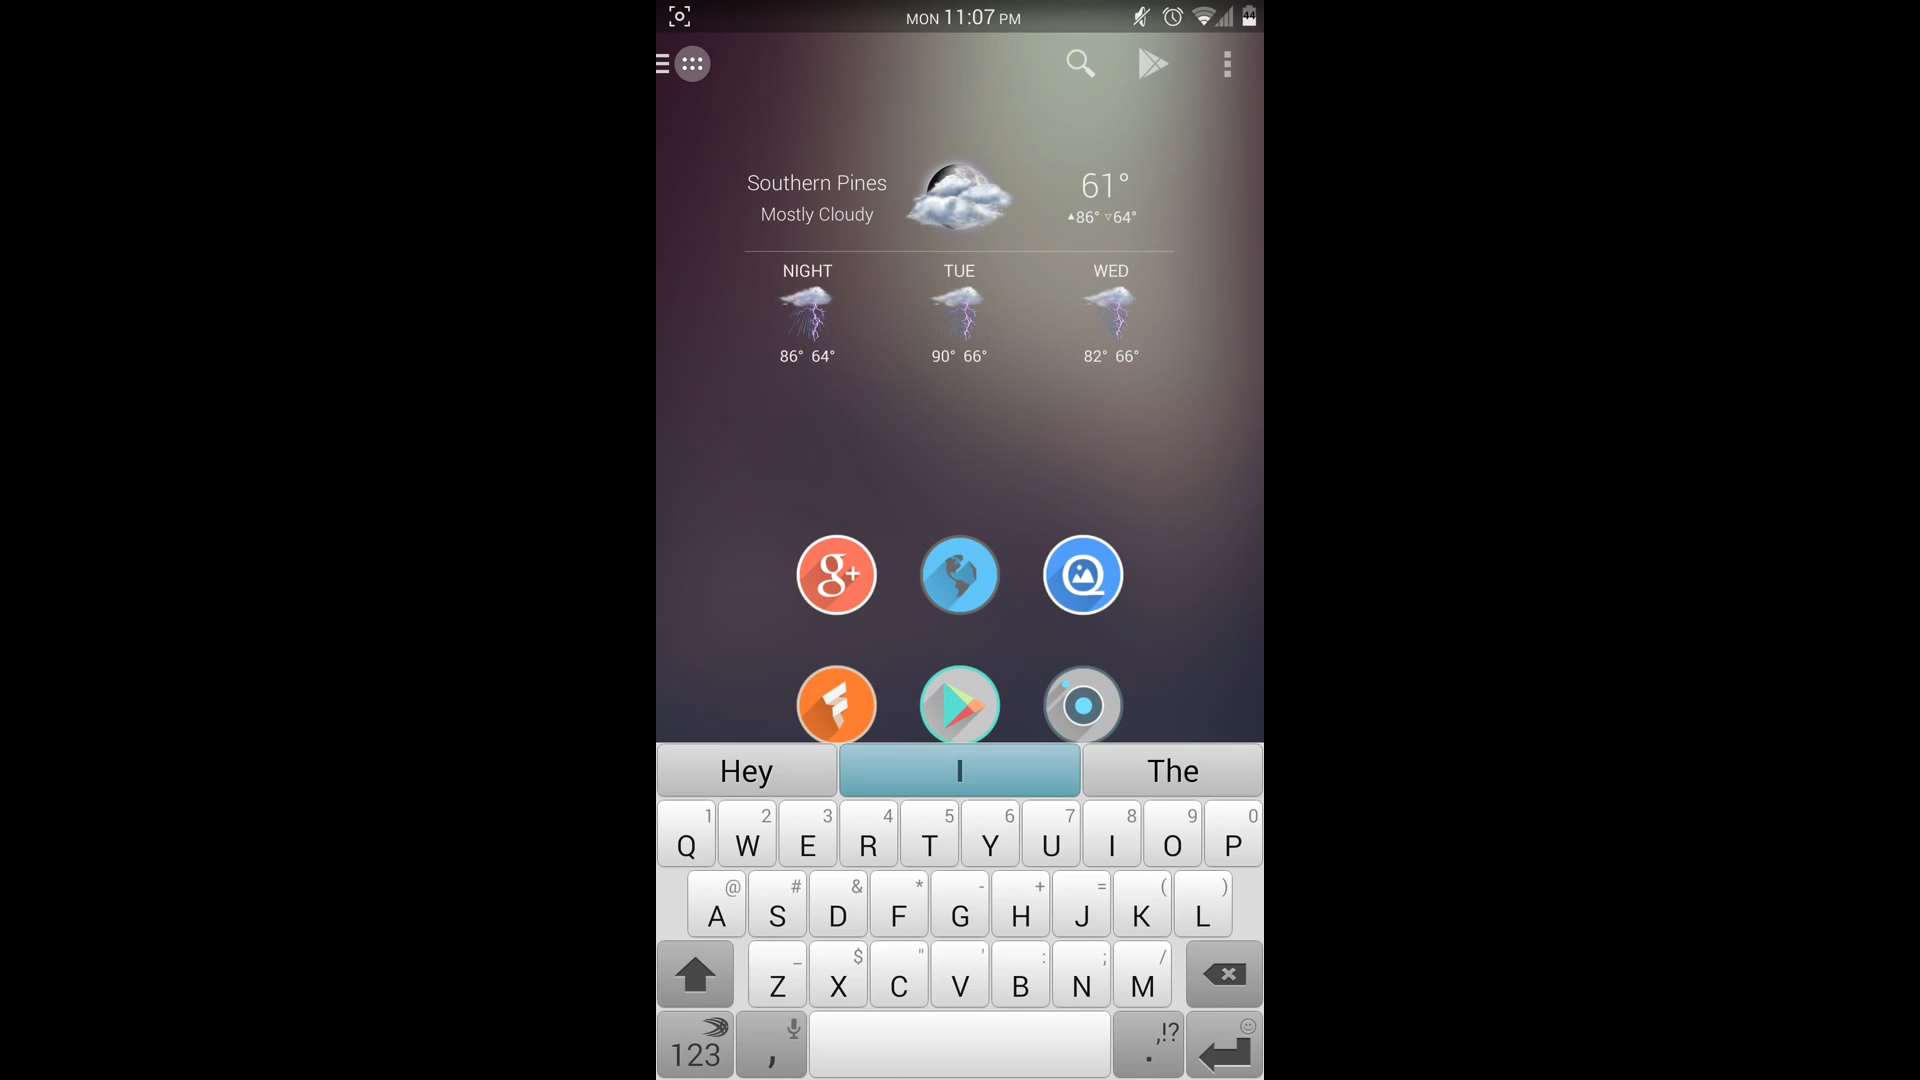 MON 11:07 PM
44
Southern Pines
Mostly Cloudy
61°
▲86° ▽64°
NIGHT TUE WED
86° 64° 90° 66° 82° 66°
g+
Hey I The
1 2 3 4 5 6 7 8 9 0
Q W E R T Y U I O P
@ # & * - + = ( )
A S D F G H J K L
_ $ " ' : ; /
Z X C V B N M
,!?
123 , .